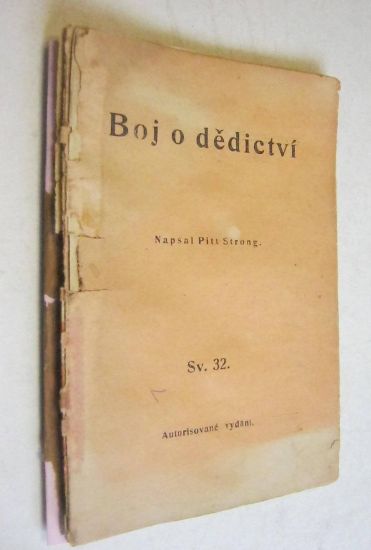 Boj o dědictví
Napsal Pitt Strong.
Sv. 32.
Autorisované vydání.